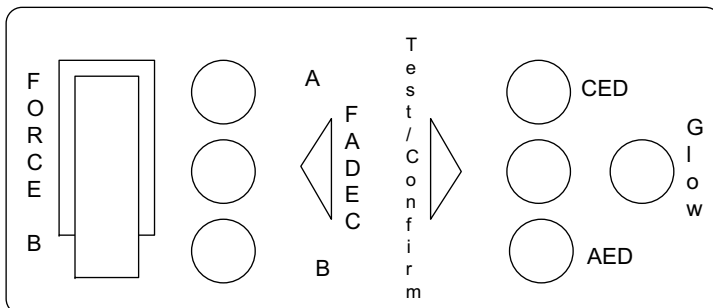 FORCE B
A
FADEC
B
Test/Confirm
CED
AED
Glow